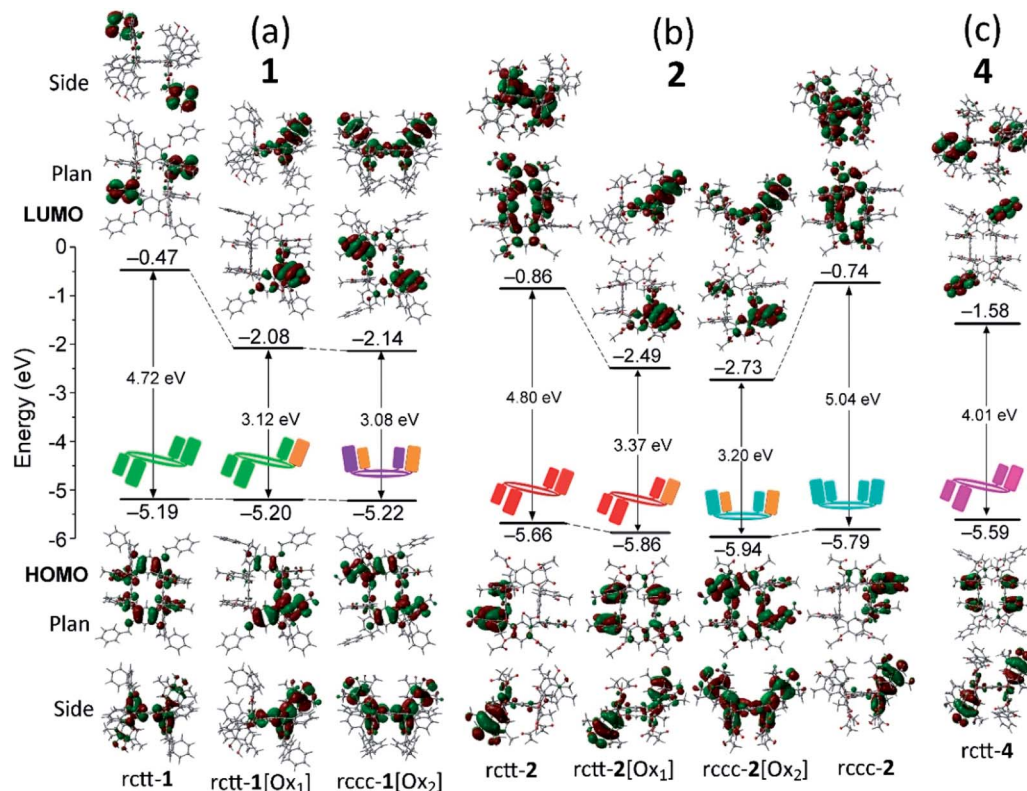 (a)
1
(b)
2
(c)
4
Side
Plan
LUMO
Energy (eV)
0
-1
-2
-3
-4
-5
-6
–0.47
4.72 eV
–5.19
–2.08
3.12 eV
–5.20
–2.14
3.08 eV
–5.22
–0.86
4.80 eV
–5.66
–2.49
3.37 eV
–5.86
–2.73
3.20 eV
–5.94
–0.74
5.04 eV
–5.79
–1.58
4.01 eV
–5.59
HOMO
Plan
Side
rctt-1
rctt-1[Ox₁]
rccc-1[Ox₂]
rctt-2
rctt-2[Ox₁]
rccc-2[Ox₂]
rccc-2
rctt-4